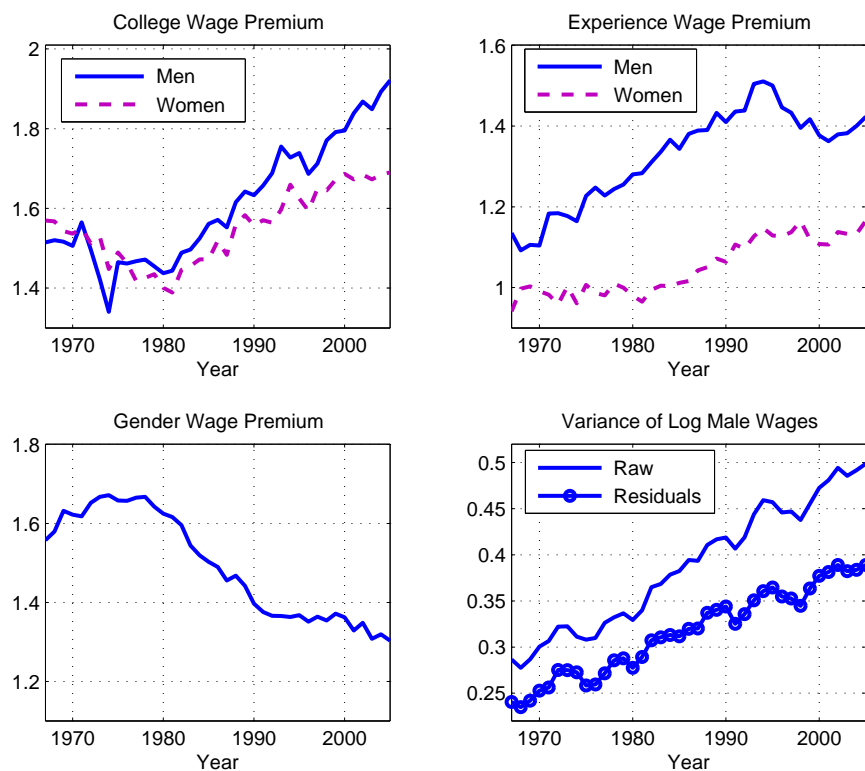 College Wage Premium
2
1.8
1.6
1.4
Men
Women
1970 1980 1990 2000
Year
Experience Wage Premium
1.6
1.4
1.2
1
Men
Women
1970 1980 1990 2000
Year
Gender Wage Premium
1.8
1.6
1.4
1.2
1970 1980 1990 2000
Year
Variance of Log Male Wages
0.5
0.45
0.4
0.35
0.3
0.25
Raw
Residuals
1970 1980 1990 2000
Year